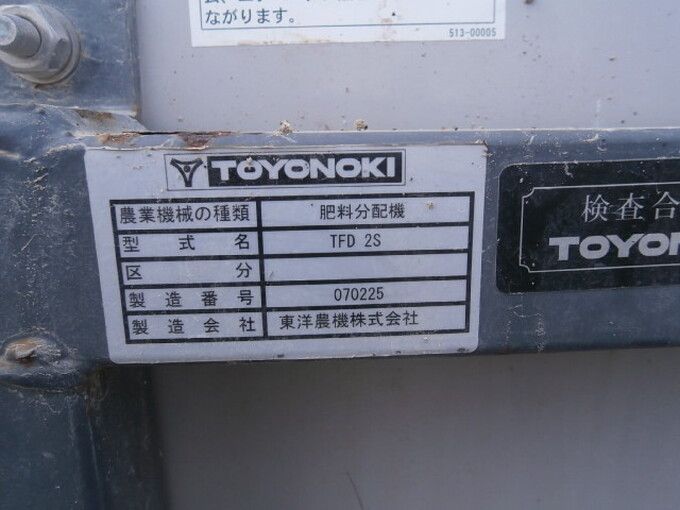 ながります。
513-00005
TOYONOKI
農業機械の種類 肥料分配機
型式名 TFD 2S
区分
製造番号 070225
製造会社 東洋農機株式会社
検査合
TOYON